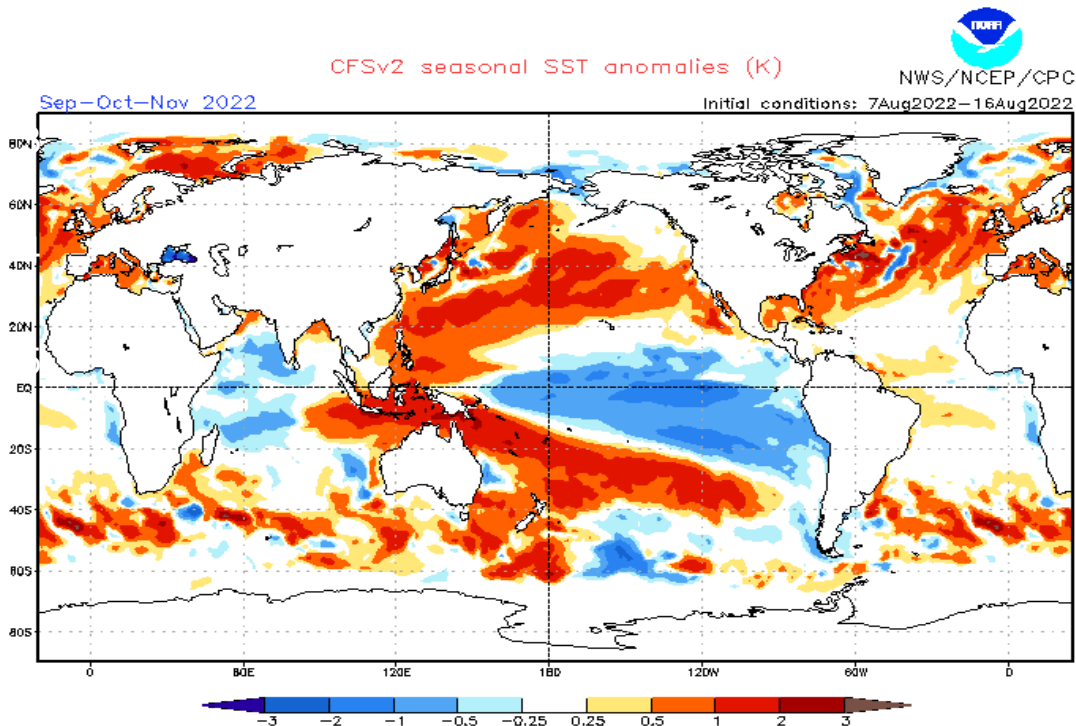 NOAA
CFSv2 seasonal SST anomalies (K)
NWS/NCEP/CPC
Sep-Oct-Nov 2022
Initial conditions: 7Aug2022-16Aug2022
80N
60N
40N
20N
EQ
20S
40S
60S
80S
0 60E 120E 180 120W 60W 0
-3 -2 -1 -0.5 -0.25 0.25 0.5 1 2 3